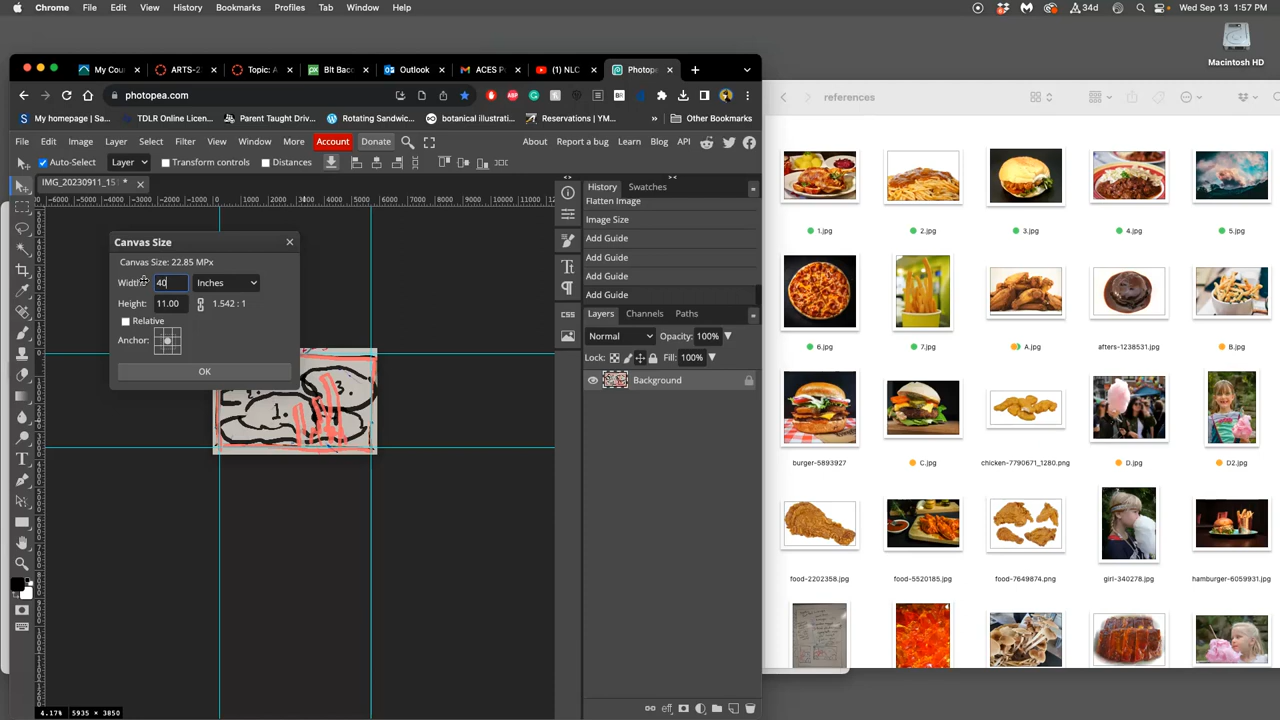 Chrome File Edit View History Bookmarks Profiles Tab Window Help 34d Wed Sep 13 1:57 PM
Macintosh HD
My Cou ARTS-2 Topic: A BIt Bacc Outlook ACES P (1) NLC Photope
photopea.com
My homepage | Sa... TDLR Online Cours... Parent Taught Driv... Rotating Sandwic... botanical illustrati... Reservations | YM... » Other Bookmarks
File Edit Image Layer Select Filter View Window More Account Donate About Report a bug Learn Blog API
Auto-Select Layer Transform controls Distances
IMG_20230911_15 *
Canvas Size
Canvas Size: 22.85 MPx
Width: 40 Inches
Height: 11.00 1.542 : 1
Relative
Anchor:
OK
History Swatches
Flatten Image
Image Size
Add Guide
Add Guide
Add Guide
Add Guide
CSS
Layers Channels Paths
Normal Opacity: 100%
Lock: Fill: 100%
Background
4.17% 5935 × 3850
references
1.jpg 2.jpg 3.jpg 4.jpg 5.jpg
6.jpg 7.jpg A.jpg afters-1238531.jpg B.jpg
burger-5893927 C.jpg chicken-7790671_1280.png D.jpg D2.jpg
food-2202358.jpg food-5520185.jpg food-7649874.png girl-340278.jpg hamburger-6059931.jpg